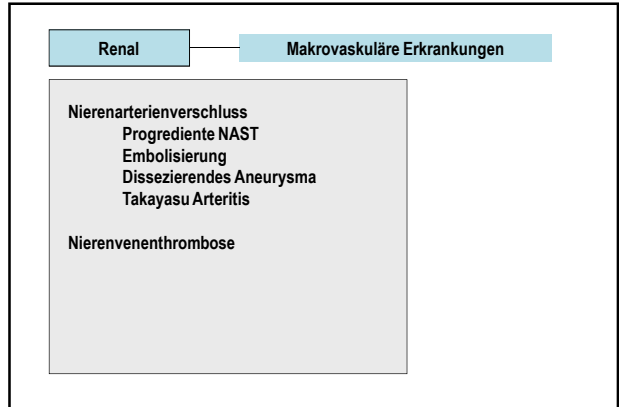 Renal
Makrovaskuläre Erkrankungen
Nierenarterienverschluss
Progrediente NAST
Embolisierung
Dissezierendes Aneurysma
Takayasu Arteritis
Nierenvenenthrombose